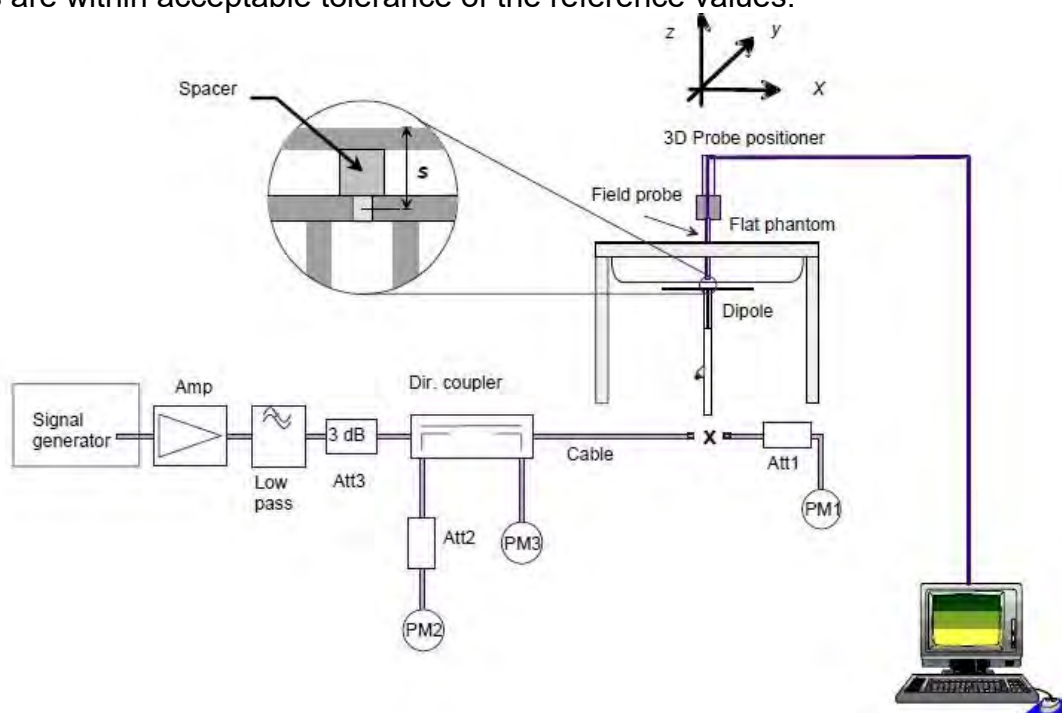 s are within acceptable tolerance of the reference values.
z
y
X
Spacer
s
3D Probe positioner
Field probe
Flat phantom
Dipole
Signal
generator
Amp
Low
pass
3 dB
Att3
Dir. coupler
Cable
X
Att1
PM1
Att2
PM3
PM2